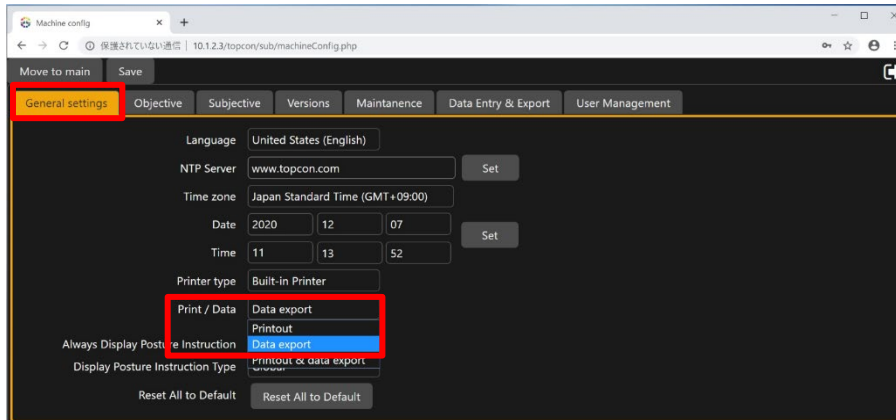 Machine config
保護されていない通信 | 10.1.2.3/topcon/sub/machineConfig.php
Move to main Save
General settings Objective Subjective Versions Maintanence Data Entry & Export User Management
Language United States (English)
NTP Server www.topcon.com Set
Time zone Japan Standard Time (GMT+09:00)
Date 2020 12 07
Set
Time 11 13 52
Printer type Built-in Printer
Print / Data Data export
Printout
Always Display Posture Instruction Data export
Printout & data export
Display Posture Instruction Type Global
Reset All to Default Reset All to Default